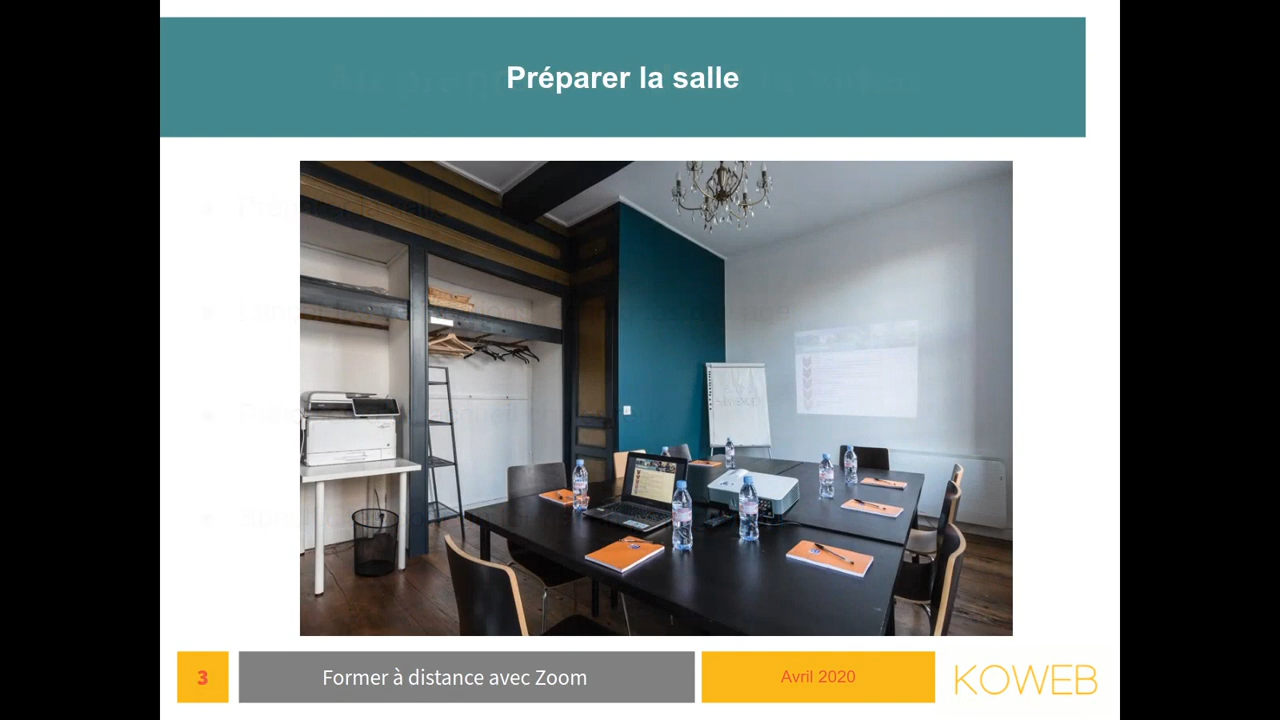 Préparer la salle
3
Former à distance avec Zoom
Avril 2020
KOWEB